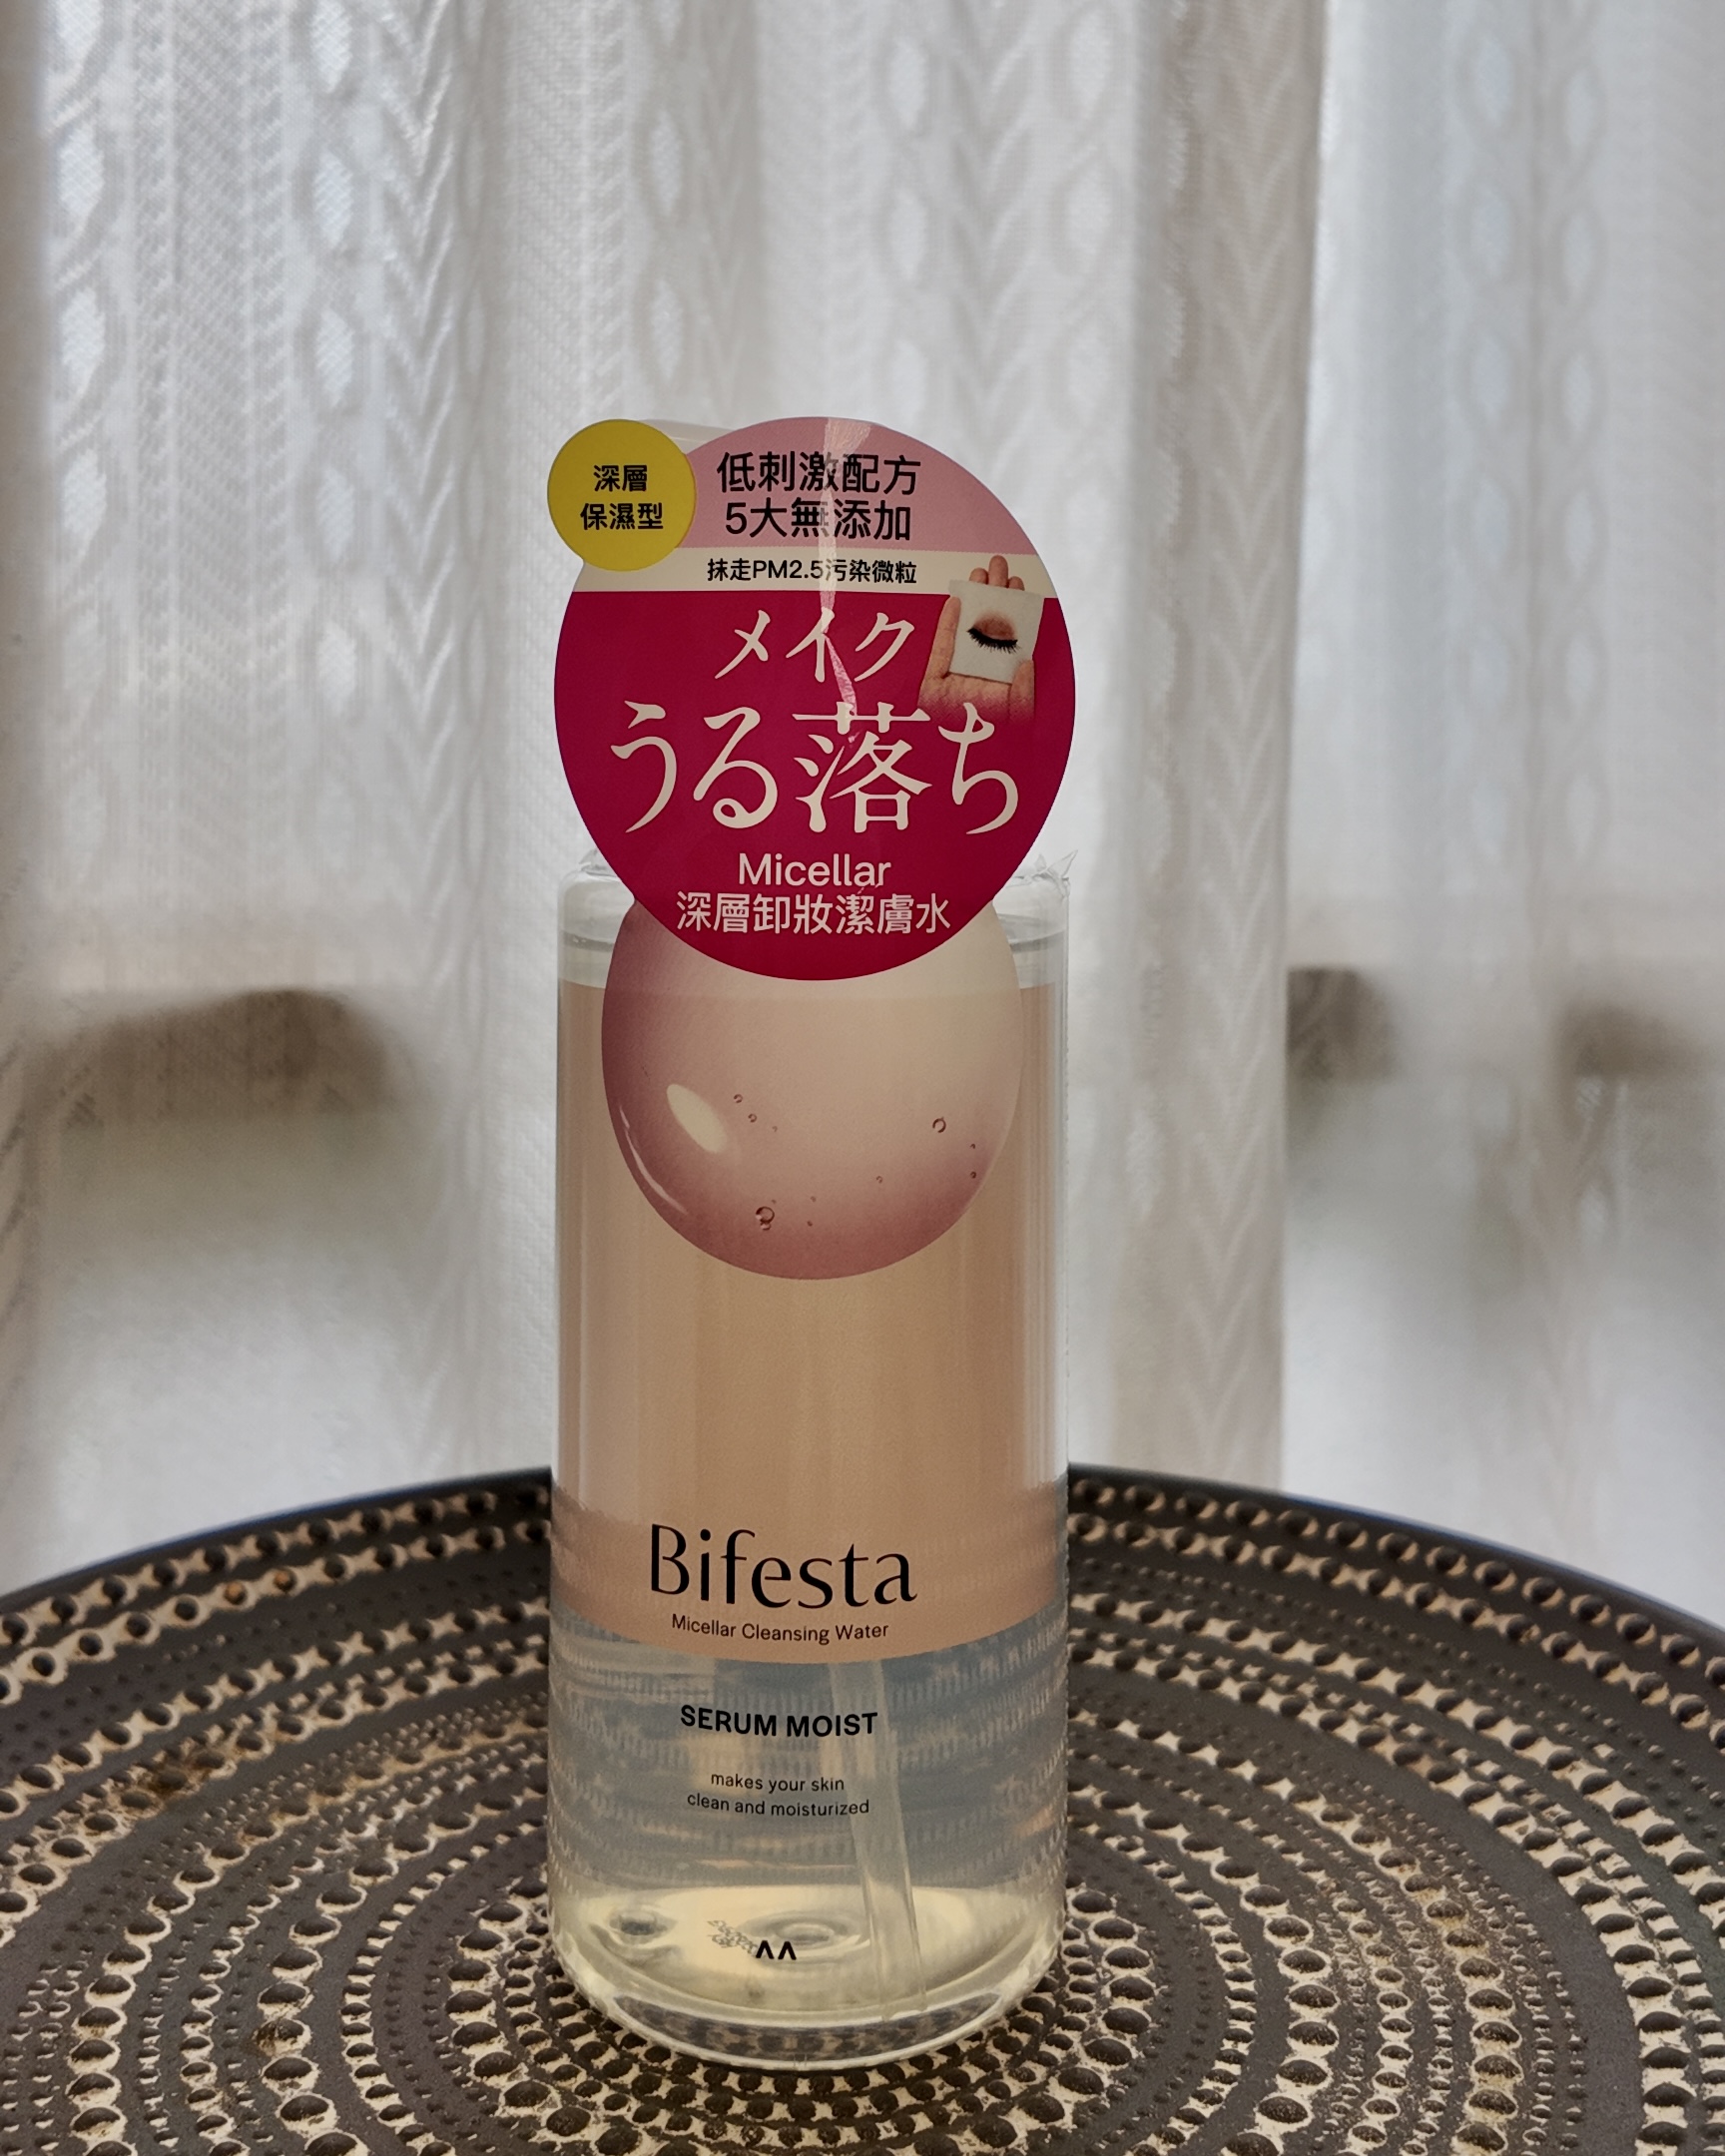 深層
保濕型
低刺激配方
5大無添加
抹走PM2.5污染微粒
メイク
うる落ち
Micellar
深層卸妝潔膚水
Bifesta
Micellar Cleansing Water
SERUM MOIST
makes your skin
clean and moisturized